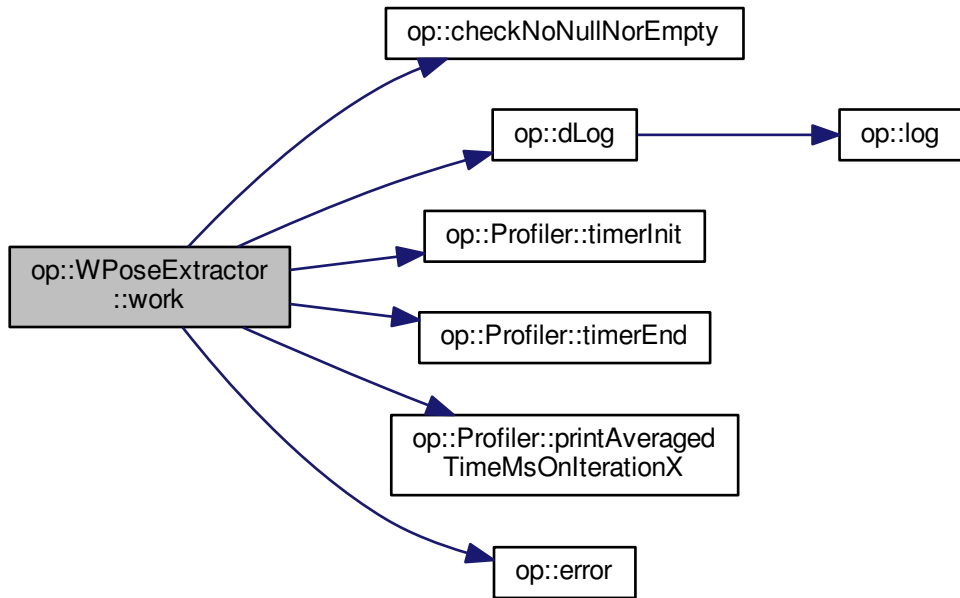 op::checkNoNullNorEmpty
op::dLog
op::log
op::Profiler::timerInit
op::WPoseExtractor
::work
op::Profiler::timerEnd
op::Profiler::printAveraged
TimeMsOnIterationX
op::error